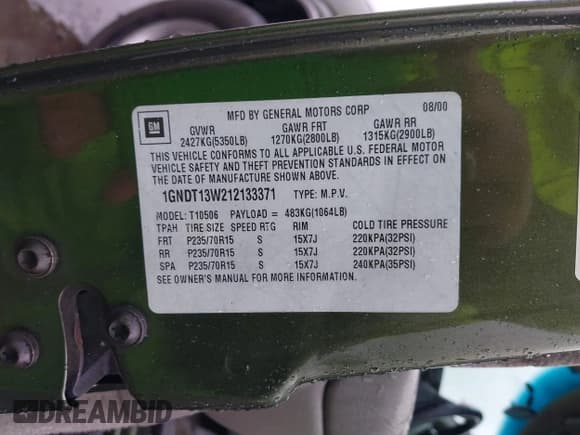 MFD BY GENERAL MOTORS CORP 08/00
GM
GVWR GAWR FRT GAWR RR
2427KG(5350LB) 1270KG(2800LB) 1315KG(2900LB)
THIS VEHICLE CONFORMS TO ALL APPLICABLE U.S. FEDERAL MOTOR
VEHICLE SAFETY AND THEFT PREVENTION STANDARDS IN EFFECT ON
THE DATE OF MANUFACTURE SHOWN ABOVE.
1GNDT13W212133371 TYPE: M.P.V.
MODEL: T10506 PAYLOAD = 483KG(1064LB)
TPAH TIRE SIZE SPEED RTG RIM COLD TIRE PRESSURE
FRT P235/70R15 S 15X7J 220KPA(32PSI)
RR P235/70R15 S 15X7J 220KPA(32PSI)
SPA P235/70R15 S 15X7J 240KPA(35PSI)
SEE OWNER'S MANUAL FOR MORE INFORMATION.
DREAMBID